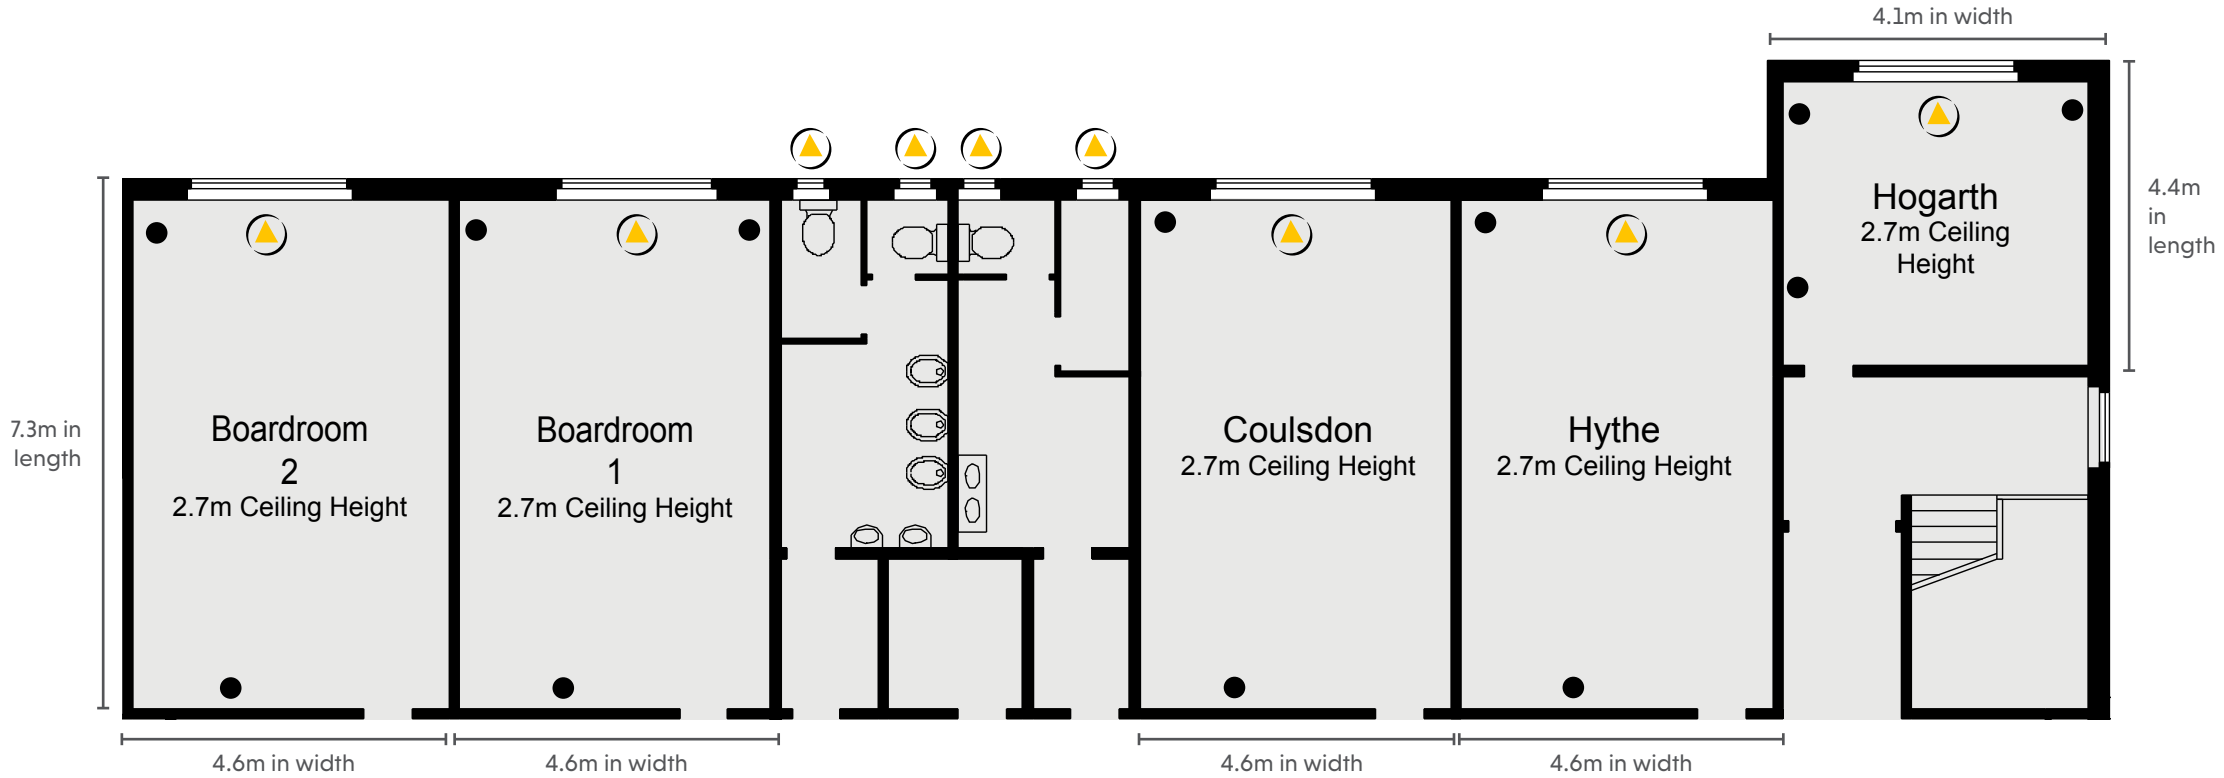 4.1m in width
Hogarth
2.7m Ceiling
Height
4.4m
in
length
7.3m in
length
Boardroom
2
2.7m Ceiling Height
Boardroom
1
2.7m Ceiling Height
Coulsdon
2.7m Ceiling Height
Hythe
2.7m Ceiling Height
4.6m in width
4.6m in width
4.6m in width
4.6m in width